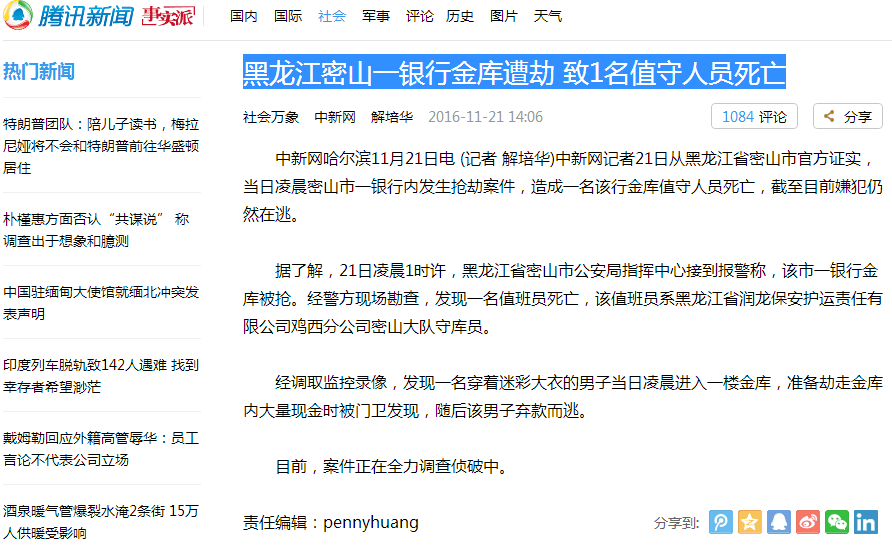 腾讯新闻 事实派 国内 国际 社会 军事 评论 历史 图片 天气
热门新闻
特朗普团队：陪儿子读书，梅拉
尼娅将不会和特朗普前往华盛顿
居住
朴槿惠方面否认“共谋说” 称
调查出于想象和臆测
中国驻缅甸大使馆就缅北冲突发
表声明
印度列车脱轨致142人遇难 找到
幸存者希望渺茫
戴姆勒回应外籍高管辱华：员工
言论不代表公司立场
酒泉暖气管爆裂水淹2条街 15万
人供暖受影响
黑龙江密山一银行金库遭劫 致1名值守人员死亡
社会万象 中新网 解培华 2016-11-21 14:06 1084 评论 分享
中新网哈尔滨11月21日电 (记者 解培华)中新网记者21日从黑龙江省密山市官方证实，
当日凌晨密山市一银行内发生抢劫案件，造成一名该行金库值守人员死亡，截至目前嫌犯仍
然在逃。
据了解，21日凌晨1时许，黑龙江省密山市公安局指挥中心接到报警称，该市一银行金
库被抢。经警方现场勘查，发现一名值班员死亡，该值班员系黑龙江省润龙保安护运责任有
限公司鸡西分公司密山大队守库员。
经调取监控录像，发现一名穿着迷彩大衣的男子当日凌晨进入一楼金库，准备劫走金库
内大量现金时被门卫发现，随后该男子弃款而逃。
目前，案件正在全力调查侦破中。
责任编辑：pennyhuang 分享到: